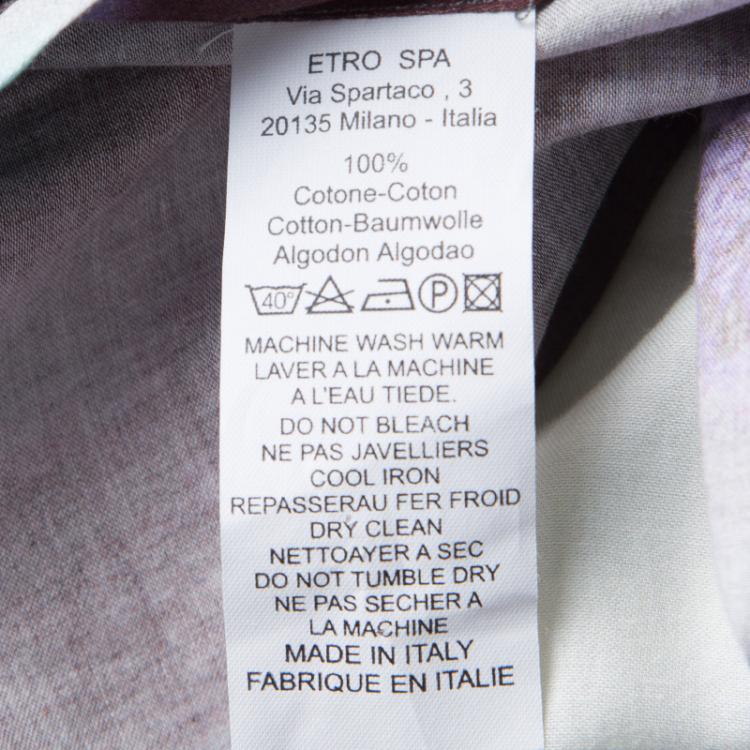 ETRO SPA
Via Spartaco , 3
20135 Milano - Italia
100%
Cotone-Coton
Cotton-Baumwolle
Algodon Algodao
40° P
MACHINE WASH WARM
LAVER A LA MACHINE
A L'EAU TIEDE.
DO NOT BLEACH
NE PAS JAVELLIERS
COOL IRON
REPASSERAU FER FROID
DRY CLEAN
NETTOAYER A SEC
DO NOT TUMBLE DRY
NE PAS SECHER A
LA MACHINE
MADE IN ITALY
FABRIQUE EN ITALIE